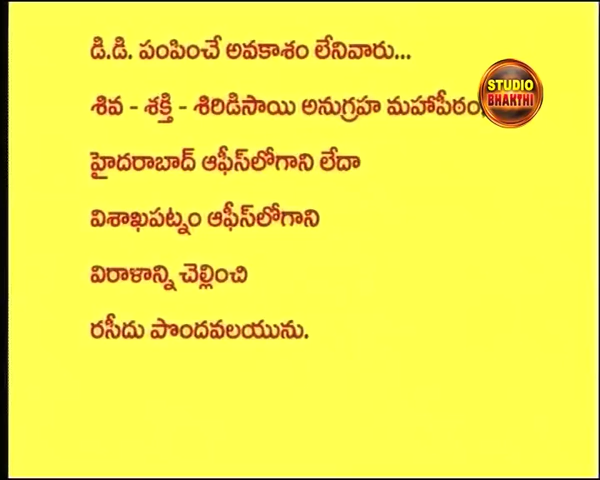 డి.డి. పంపించే అవకాశం లేనివారు...
శివ - శక్తి - శిరిడిసాయి అనుగ్రహ మహాపీఠం,
STUDIO
BHAKTHI
హైదరాబాద్ ఆఫీస్‌లోగాని లేదా
విశాఖపట్నం ఆఫీస్‌లోగాని
విరాళాన్ని చెల్లించి
రసీదు పొందవలయును.